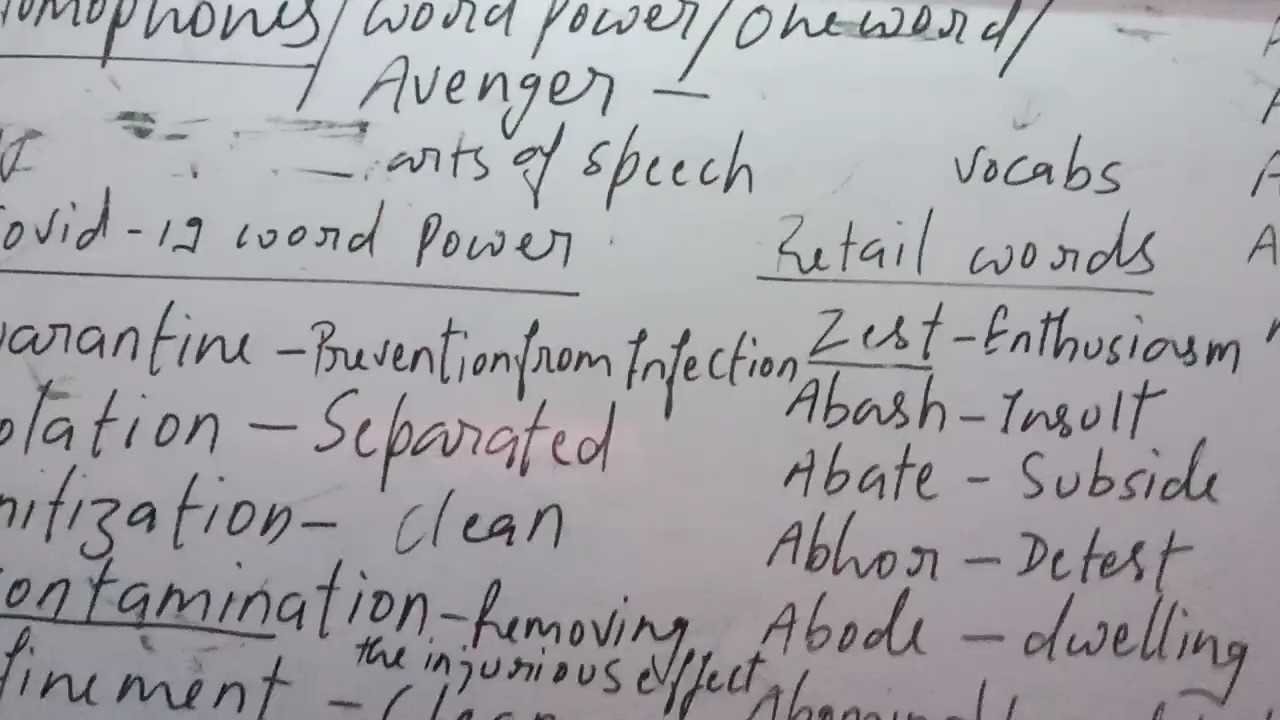 omophones/word power/one word/
Avenger -
arts of speech
vocabs
ovid-19 word Power
Retail words
arantine - Prevention from Infection
Zest - Enthusiasm
olation - Separated
Abash - Insult
Abate - Subside
nitization - clean
Abhor - Detest
ontamination - Removing
the injurious effect
Abode - dwelling
finement -